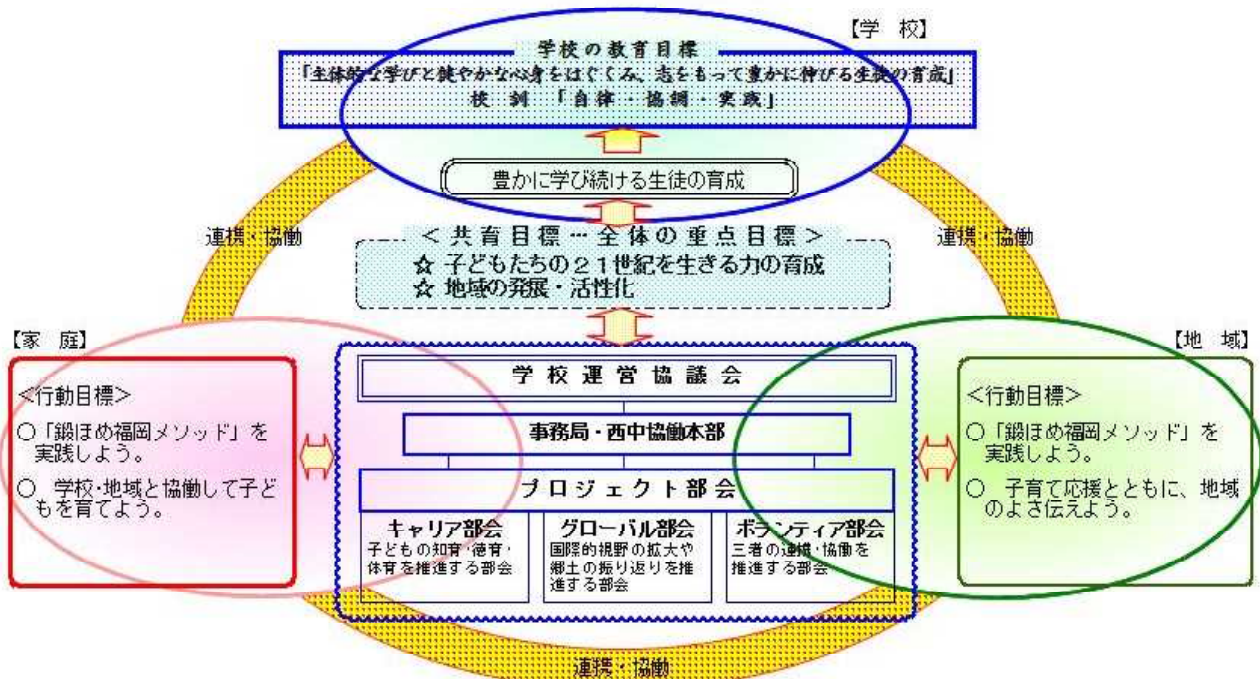 【学　校】
学校の教育目標
「主体的な学びと健やかな心身をはぐくみ、志をもって豊かに伸びる生徒の育成」
校　訓　「自律・協調・実践」
豊かに学び続ける生徒の育成
連携・協働
連携・協働
＜共育目標…全体の重点目標＞
☆ 子どもたちの２１世紀を生きる力の育成
☆ 地域の発展・活性化
【家　庭】
＜行動目標＞
○「鍛ほめ福岡メソッド」を
実践しよう。
○　学校・地域と協働して子ど
もを育てよう。
学校運営協議会
事務局・西中協働本部
プロジェクト部会
キャリア部会
子どもの知育・徳育・
体育を推進する部会
グローバル部会
国際的視野の拡大や
郷土の振り返りを推
進する部会
ボランティア部会
三者の連携・協働を
推進する部会
【地　域】
＜行動目標＞
○「鍛ほめ福岡メソッド」を
実践しよう。
○　子育て応援とともに、地域
のよさ伝えよう。
連携・協働